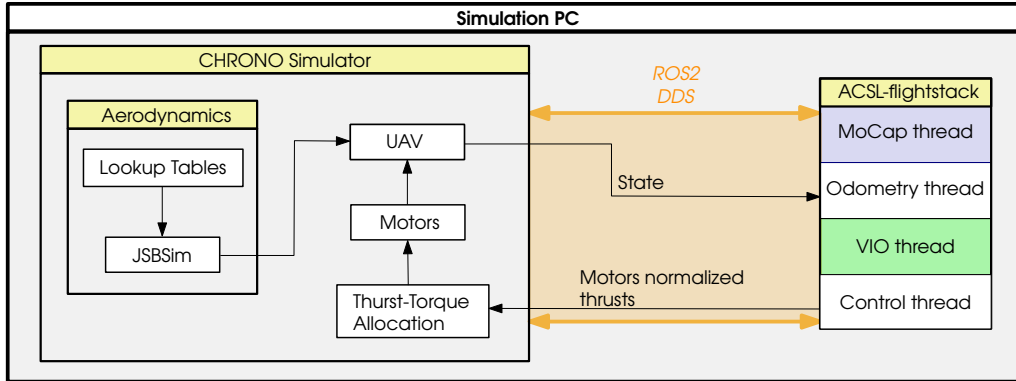 Simulation PC
CHRONO Simulator
Aerodynamics
Lookup Tables
JSBSim
UAV
Motors
Thurst-Torque
Allocation
ROS2
DDS
State
Motors normalized
thrusts
ACSL-flightstack
MoCap thread
Odometry thread
VIO thread
Control thread